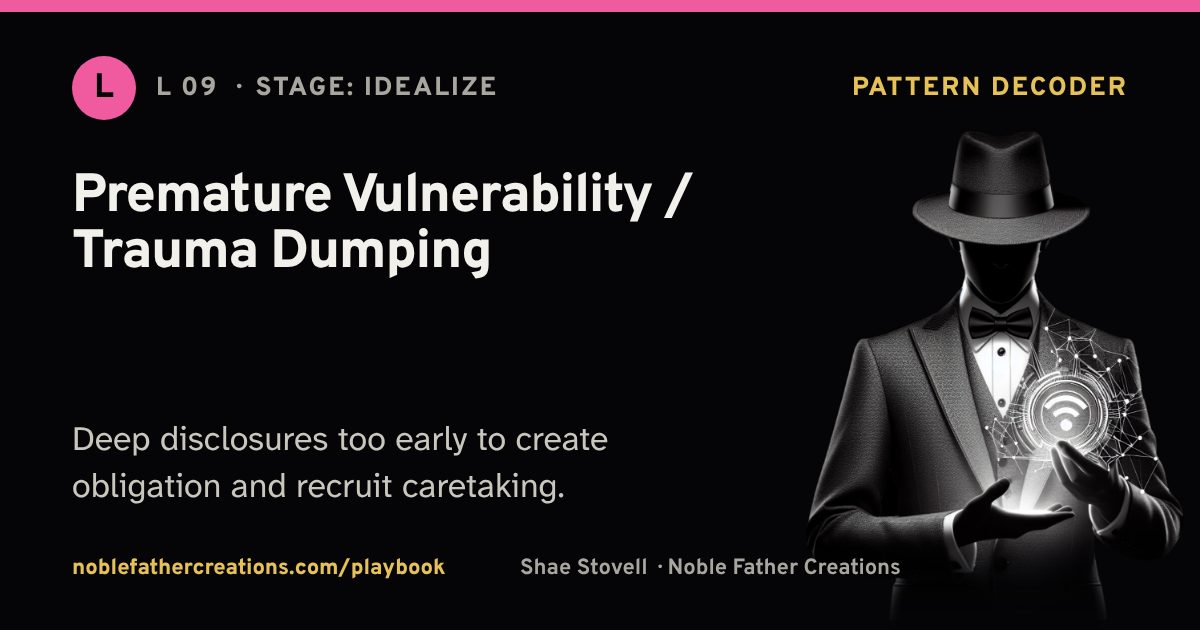 L
L 09 · STAGE: IDEALIZE
PATTERN DECODER
Premature Vulnerability /
Trauma Dumping
Deep disclosures too early to create
obligation and recruit caretaking.
noblefathercreations.com/playbook
Shae Stovell · Noble Father Creations